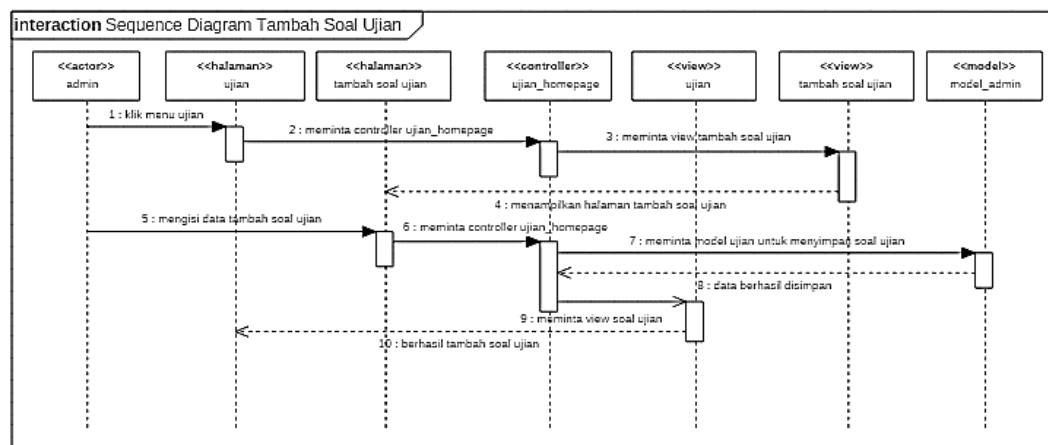 interaction Sequence Diagram Tambah Soal Ujian
<<actor>>
admin
<<halaman>>
ujian
<<halaman>>
tambah soal ujian
<<controller>>
ujian_homepage
<<view>>
ujian
<<view>>
tambah soal ujian
<<model>>
model_admin
1 : klik menu ujian
2 : meminta controller ujian_homepage
3 : meminta view tambah soal ujian
4 : menampilkan halaman tambah soal ujian
5 : mengisi data tambah soal ujian
6 : meminta controller ujian_homepage
7 : meminta model ujian untuk menyimpan soal ujian
8 : data berhasil disimpan
9 : meminta view soal ujian
10 : berhasil tambah soal ujian